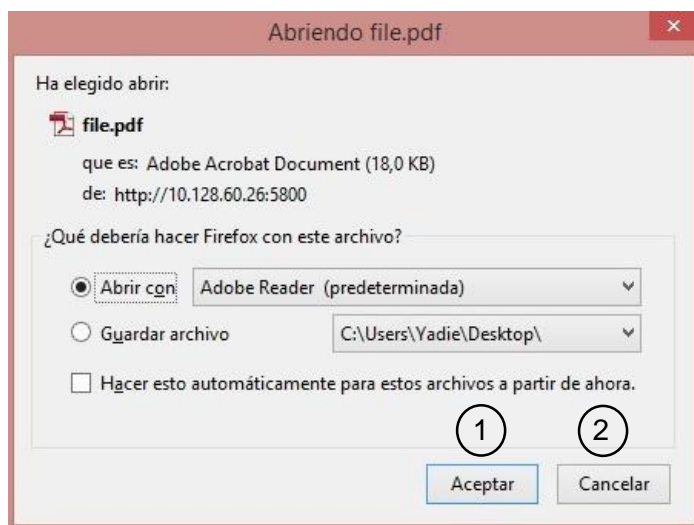 Abriendo file.pdf
Ha elegido abrir:
file.pdf
que es: Adobe Acrobat Document (18,0 KB)
de: http://10.128.60.26:5800
¿Qué debería hacer Firefox con este archivo?
Abrir con Adobe Reader (predeterminada)
Guardar archivo C:\Users\Yadie\Desktop\
Hacer esto automáticamente para estos archivos a partir de ahora.
1 2
Aceptar Cancelar